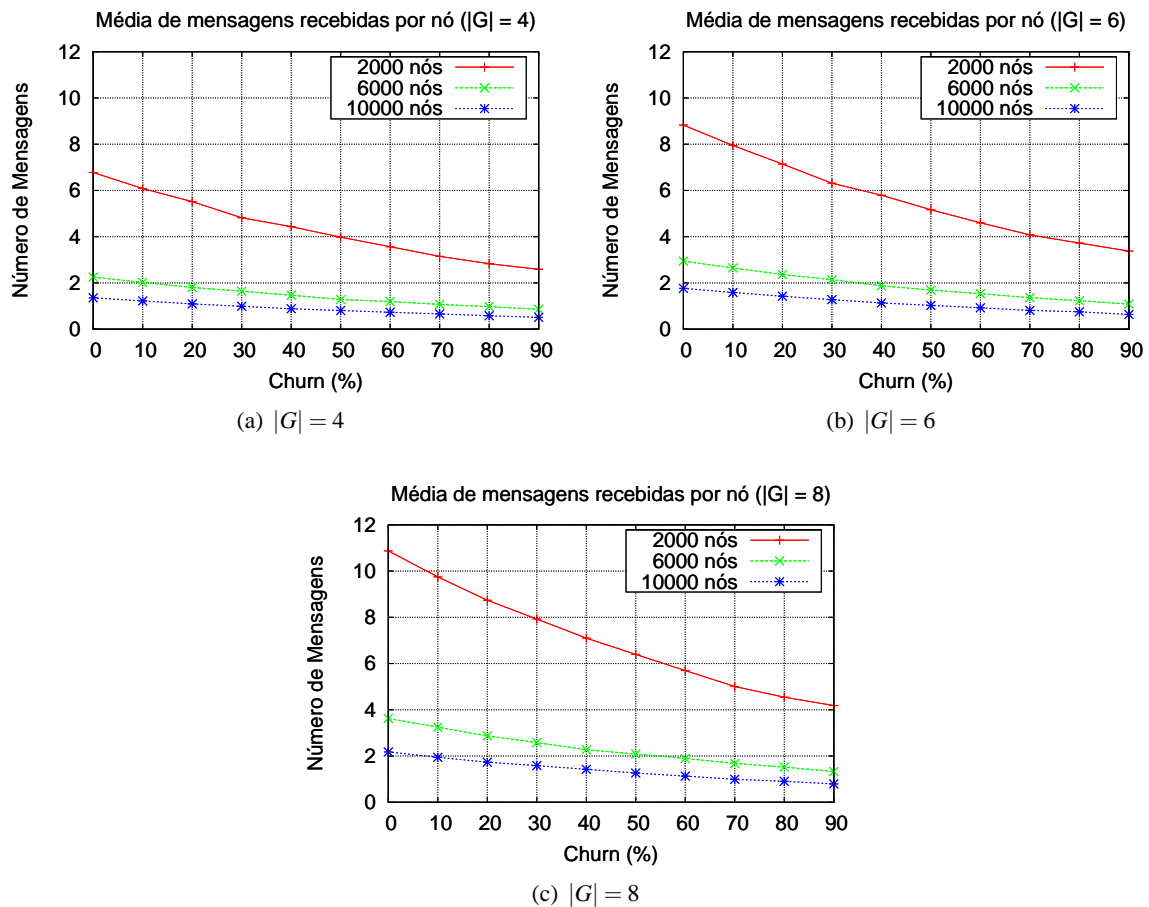 Média de mensagens recebidas por nó (|G| = 4)
12
10
8
6
4
2
0
Número de Mensagens
2000 nós
6000 nós
10000 nós
0 10 20 30 40 50 60 70 80 90
Churn (%)
(a) |G| = 4
Média de mensagens recebidas por nó (|G| = 6)
12
10
8
6
4
2
0
Número de Mensagens
2000 nós
6000 nós
10000 nós
0 10 20 30 40 50 60 70 80 90
Churn (%)
(b) |G| = 6
Média de mensagens recebidas por nó (|G| = 8)
12
10
8
6
4
2
0
Número de Mensagens
2000 nós
6000 nós
10000 nós
0 10 20 30 40 50 60 70 80 90
Churn (%)
(c) |G| = 8